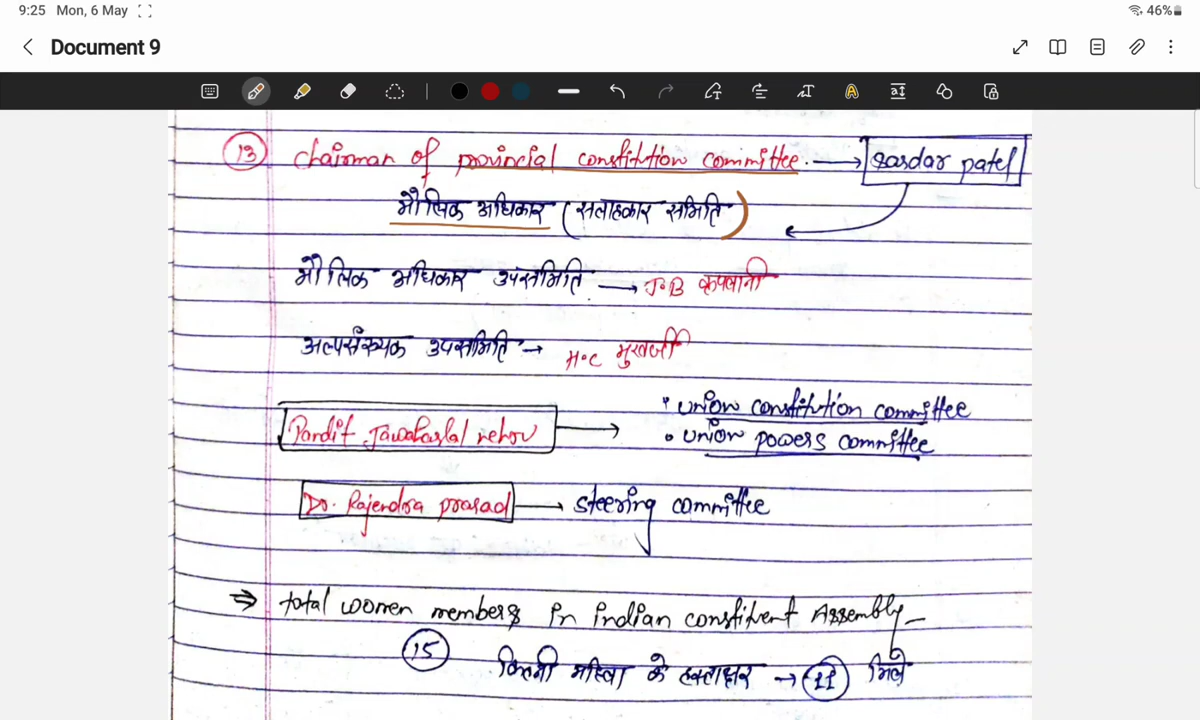 9:25 Mon, 6 May
46%
Document 9
13 chairman of provincial constitution committee. → sardar patel
मौलिक अधिकार (सलाहकार समिति)
मौलिक अधिकार उपसमिति → J.B कृपलानी
अल्पसंख्यक उपसमिति → H.C मुखर्जी
• union constitution committee
Pandit Jawaharlal nehru →
• union powers committee
Dr. Rajendra prasad → steering committee
⇒ total women members in indian constituent Assembly –
15 कितनी महिला के हस्ताक्षर → 11 मिले